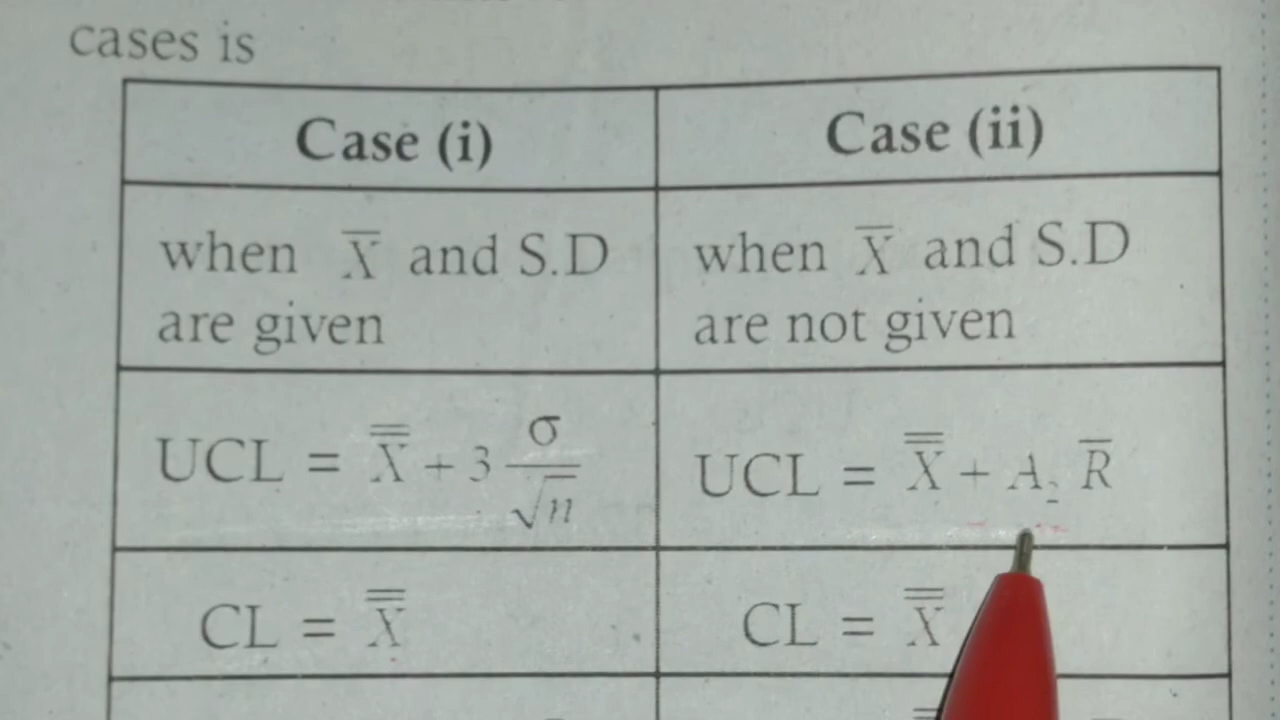 cases is
Case (i)
Case (ii)
when X̅ and S.D
are given
when X̅ and S.D
are not given
UCL = X̿ + 3 σ/√n
UCL = X̿ + A₂ R̅
CL = X̿
CL = X̿